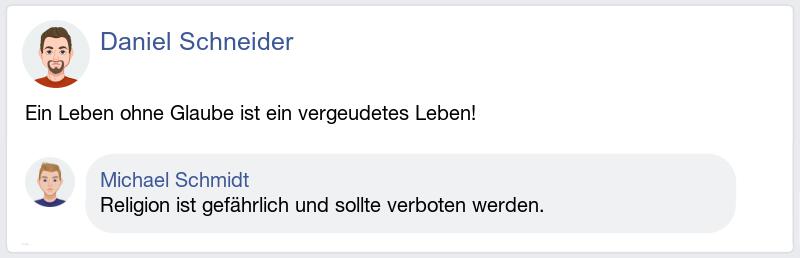 Daniel Schneider
Ein Leben ohne Glaube ist ein vergeudetes Leben!
Michael Schmidt
Religion ist gefährlich und sollte verboten werden.